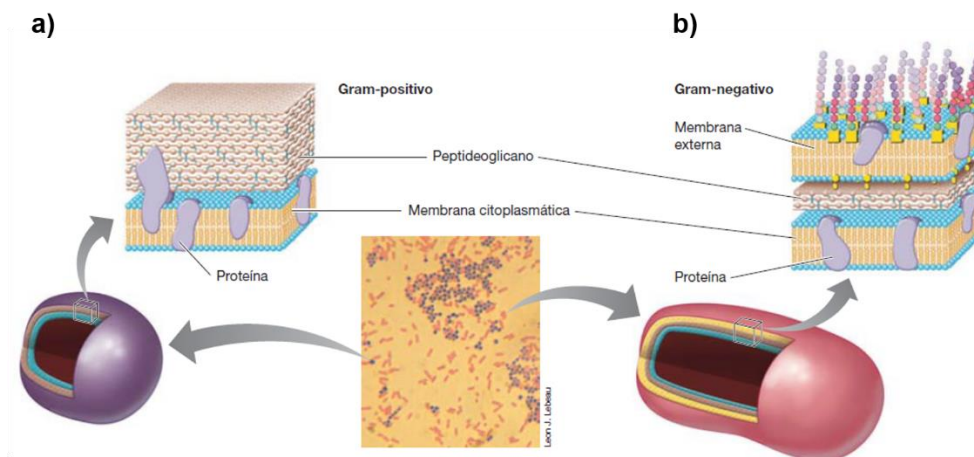 a)
b)
Gram-positivo
Gram-negativo
Membrana
externa
Peptideoglicano
Membrana citoplasmática
Proteína
Proteína
Leon J. Lebeau